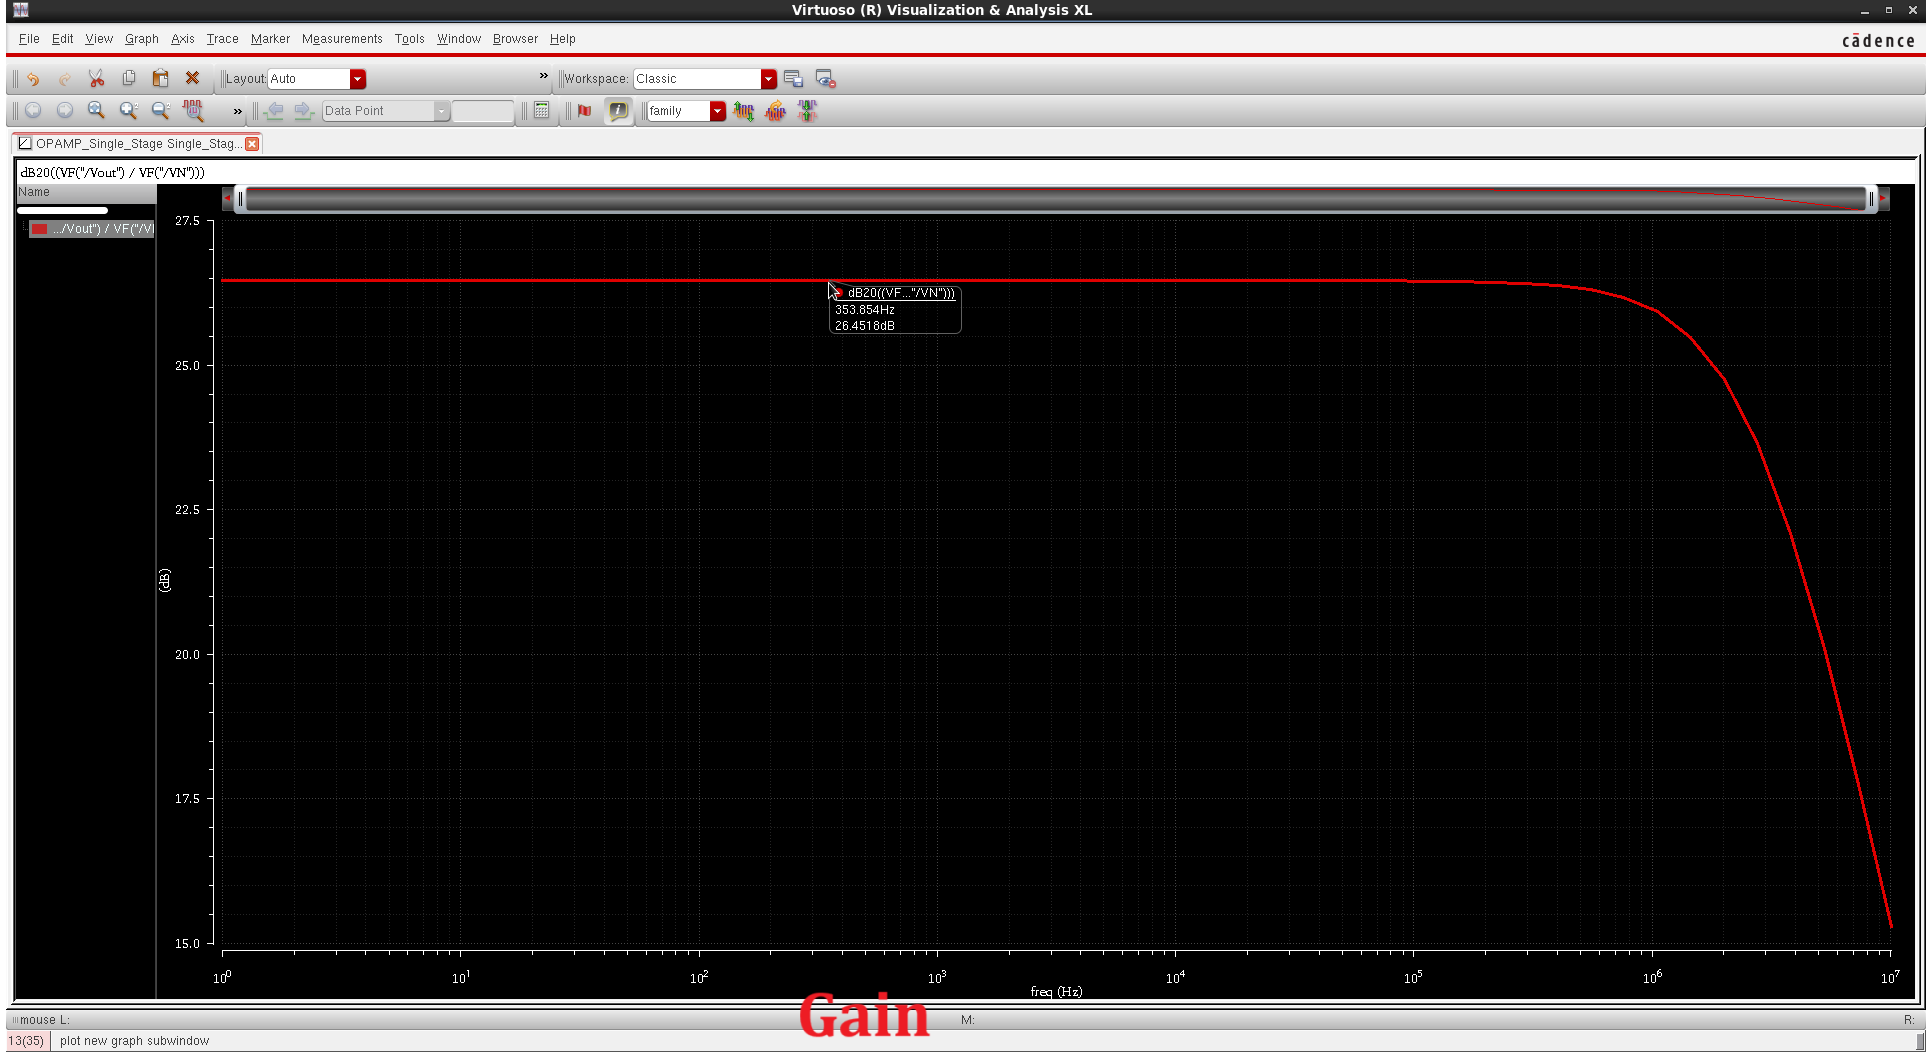 Virtuoso (R) Visualization & Analysis XL
File Edit View Graph Axis Trace Marker Measurements Tools Window Browser Help
cādence
Layout: Auto
» Workspace: Classic
» Data Point
family
OPAMP_Single_Stage Single_Stag...
dB20((VF("/Vout") / VF("/VN")))
Name
.../Vout") / VF("/VI
27.5
25.0
22.5
20.0
17.5
15.0
(dB)
dB20((VF..."/VN")))
353.854Hz
26.4518dB
10^0 10^1 10^2 10^3 10^4 10^5 10^6 10^7
freq (Hz)
Gain
mouse L: M: R:
13(35) plot new graph subwindow